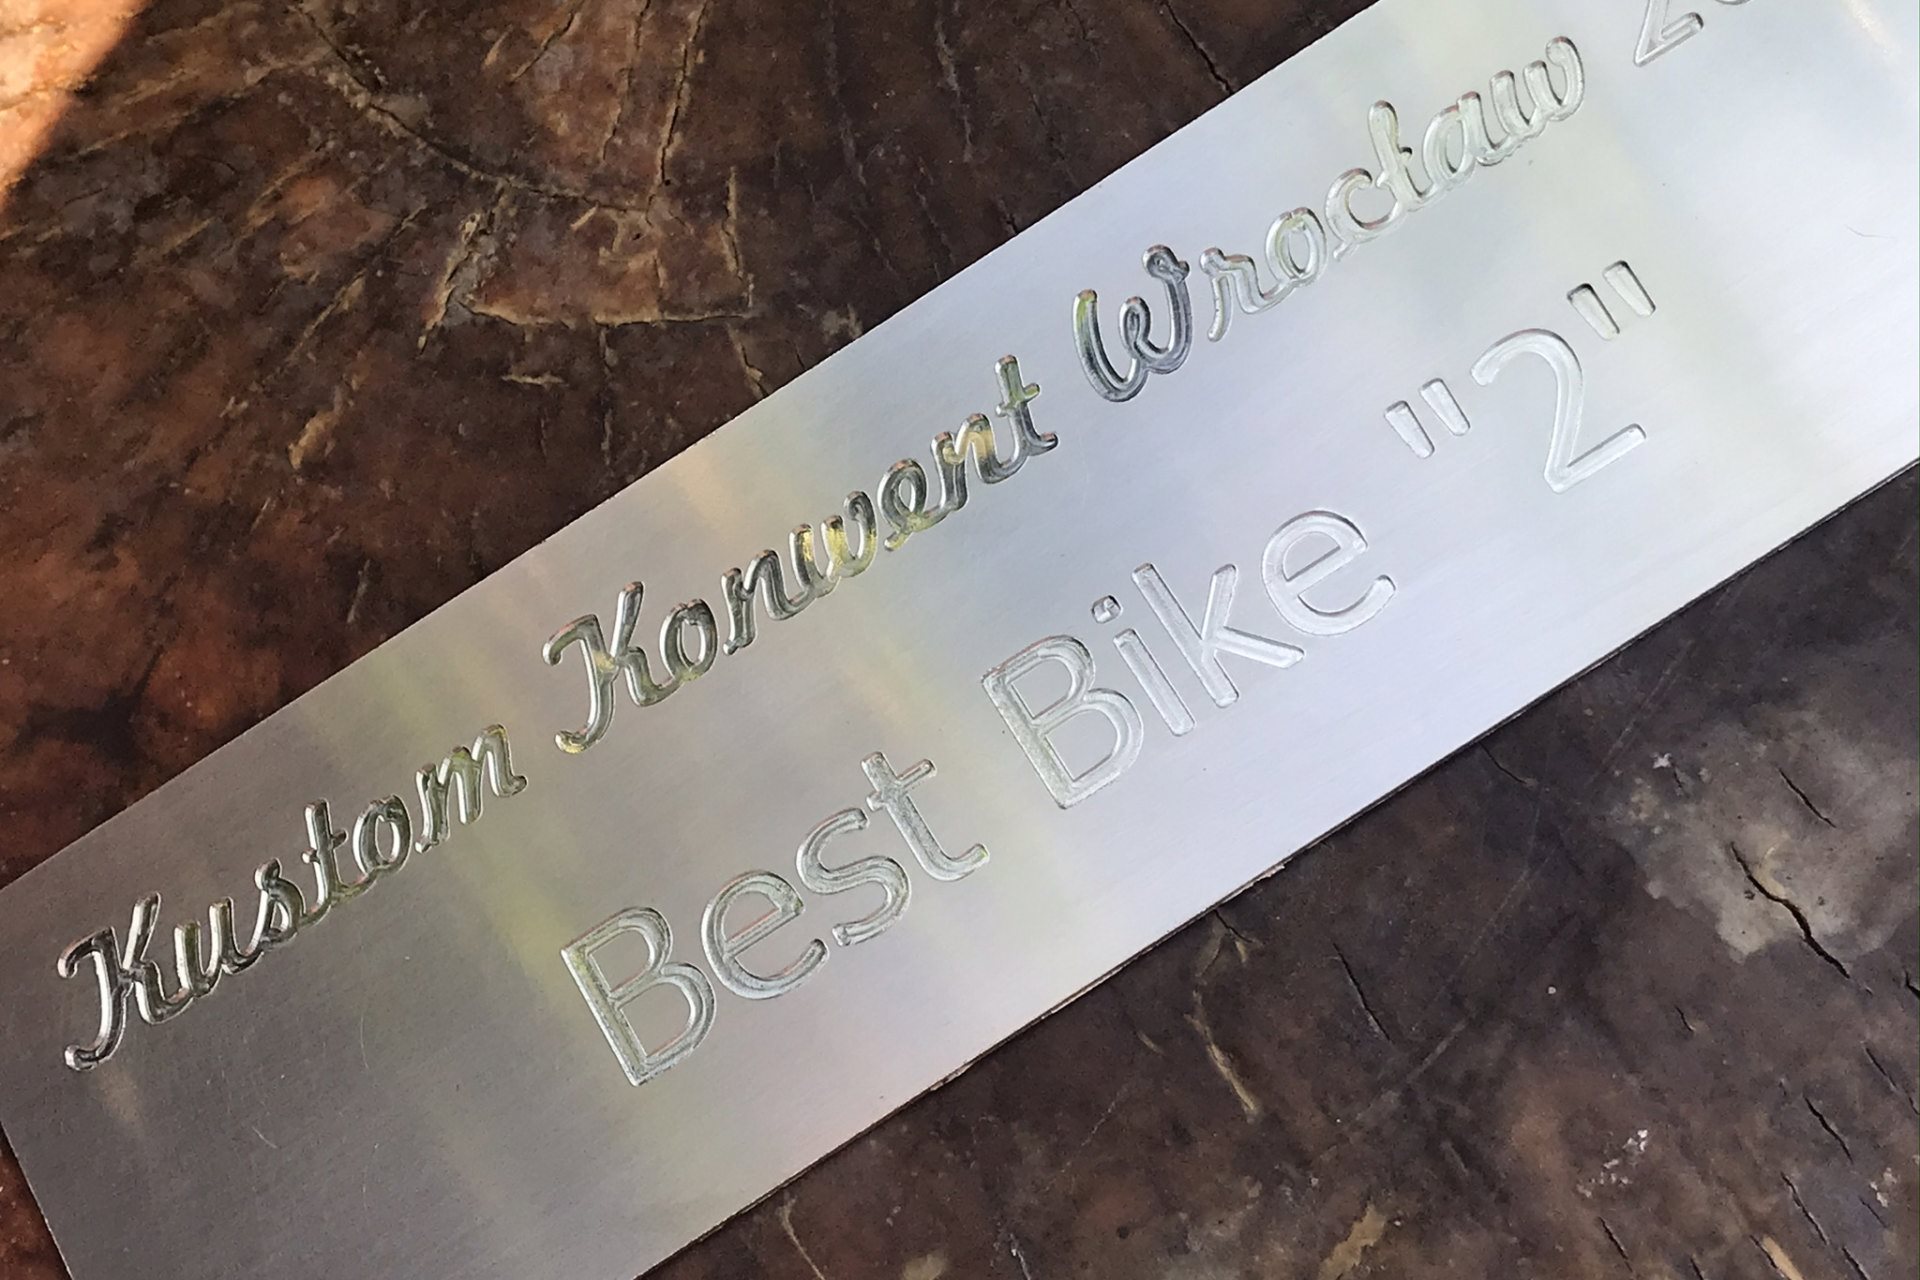 Kustom Konwent Wrocław
Best Bike "2"